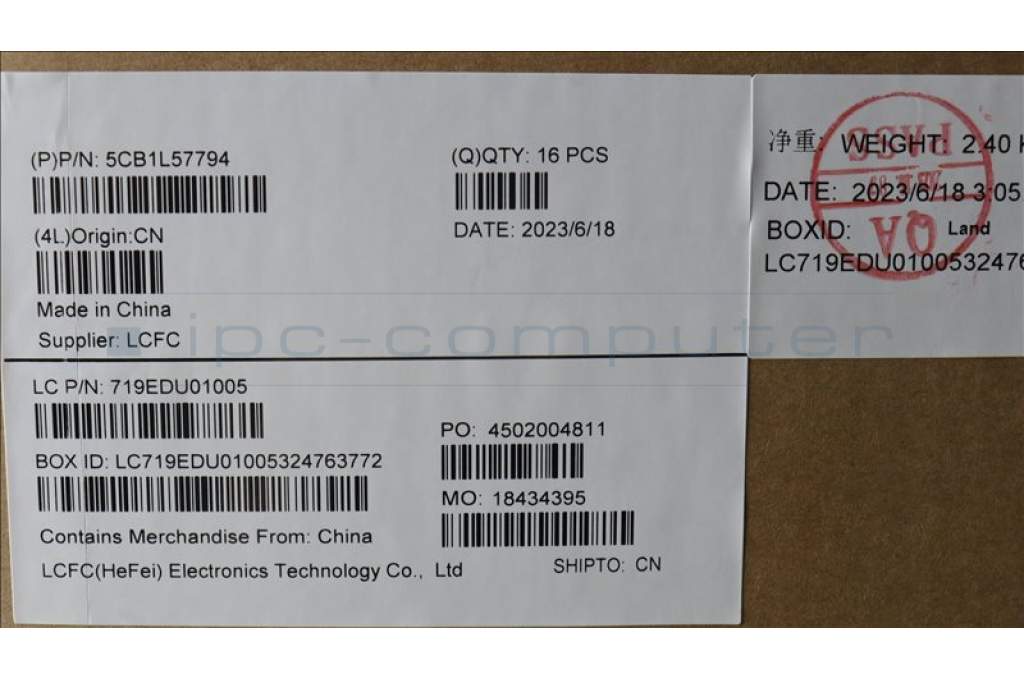 (P)P/N: 5CB1L57794
(Q)QTY: 16 PCS
(4L)Origin:CN
DATE: 2023/6/18
Made in China
Supplier: LCFC
LC P/N: 719EDU01005
PO: 4502004811
BOX ID: LC719EDU01005324763772
MO: 18434395
Contains Merchandise From: China
LCFC(HeFei) Electronics Technology Co., Ltd
SHIPTO: CN
净重: WEIGHT: 2.40
DATE: 2023/6/18 3:05
BOXID: Land
LC719EDU0100532476
PASS
QA
ipc-computer